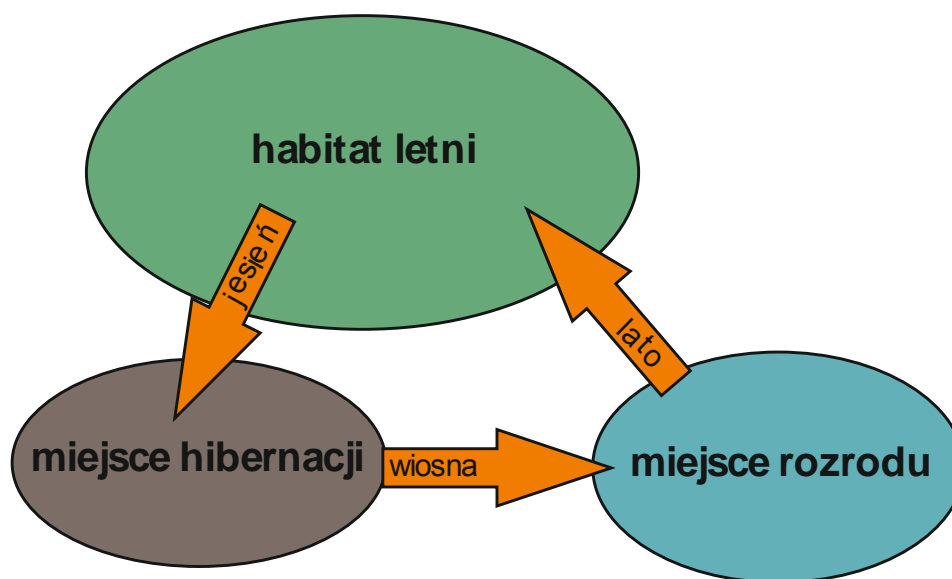 habitat letni
jesień
lato
miejsce hibernacji
wiosna
miejsce rozrodu